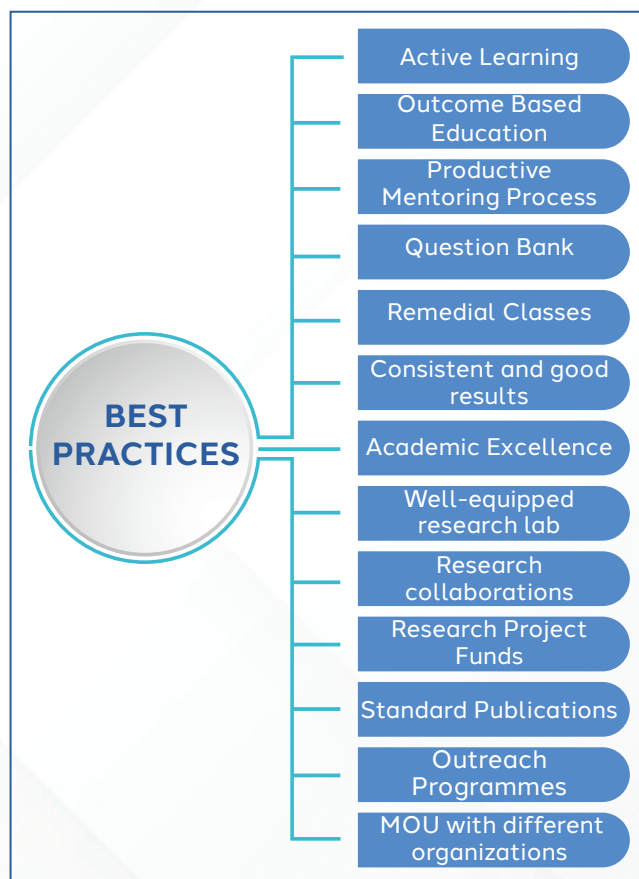 Active Learning
Outcome Based
Education
Productive
Mentoring Process
Question Bank
Remedial Classes
Consistent and good
results
BEST
PRACTICES
Academic Excellence
Well-equipped
research lab
Research
collaborations
Research Project
Funds
Standard Publications
Outreach
Programmes
MOU with different
organizations